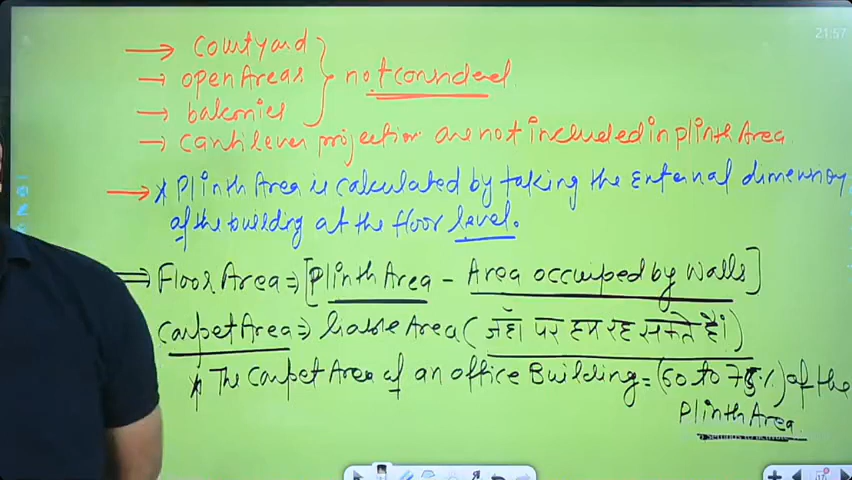 21:57
→ Courtyard
→ open Areas
→ balconies } not considered
→ cantilever projection are not included in plinth Area.
→ * Plinth Area is calculated by taking the external dimension
of the building at the floor level.
⇒ Floor Area ⇒ [Plinth Area - Area occupied by walls]
Carpet Area ⇒ livable Area ( जहाँ पर हम रह सकते हैं।)
* The carpet Area of an office Building = (60 to 75%) of the
Plinth Area.